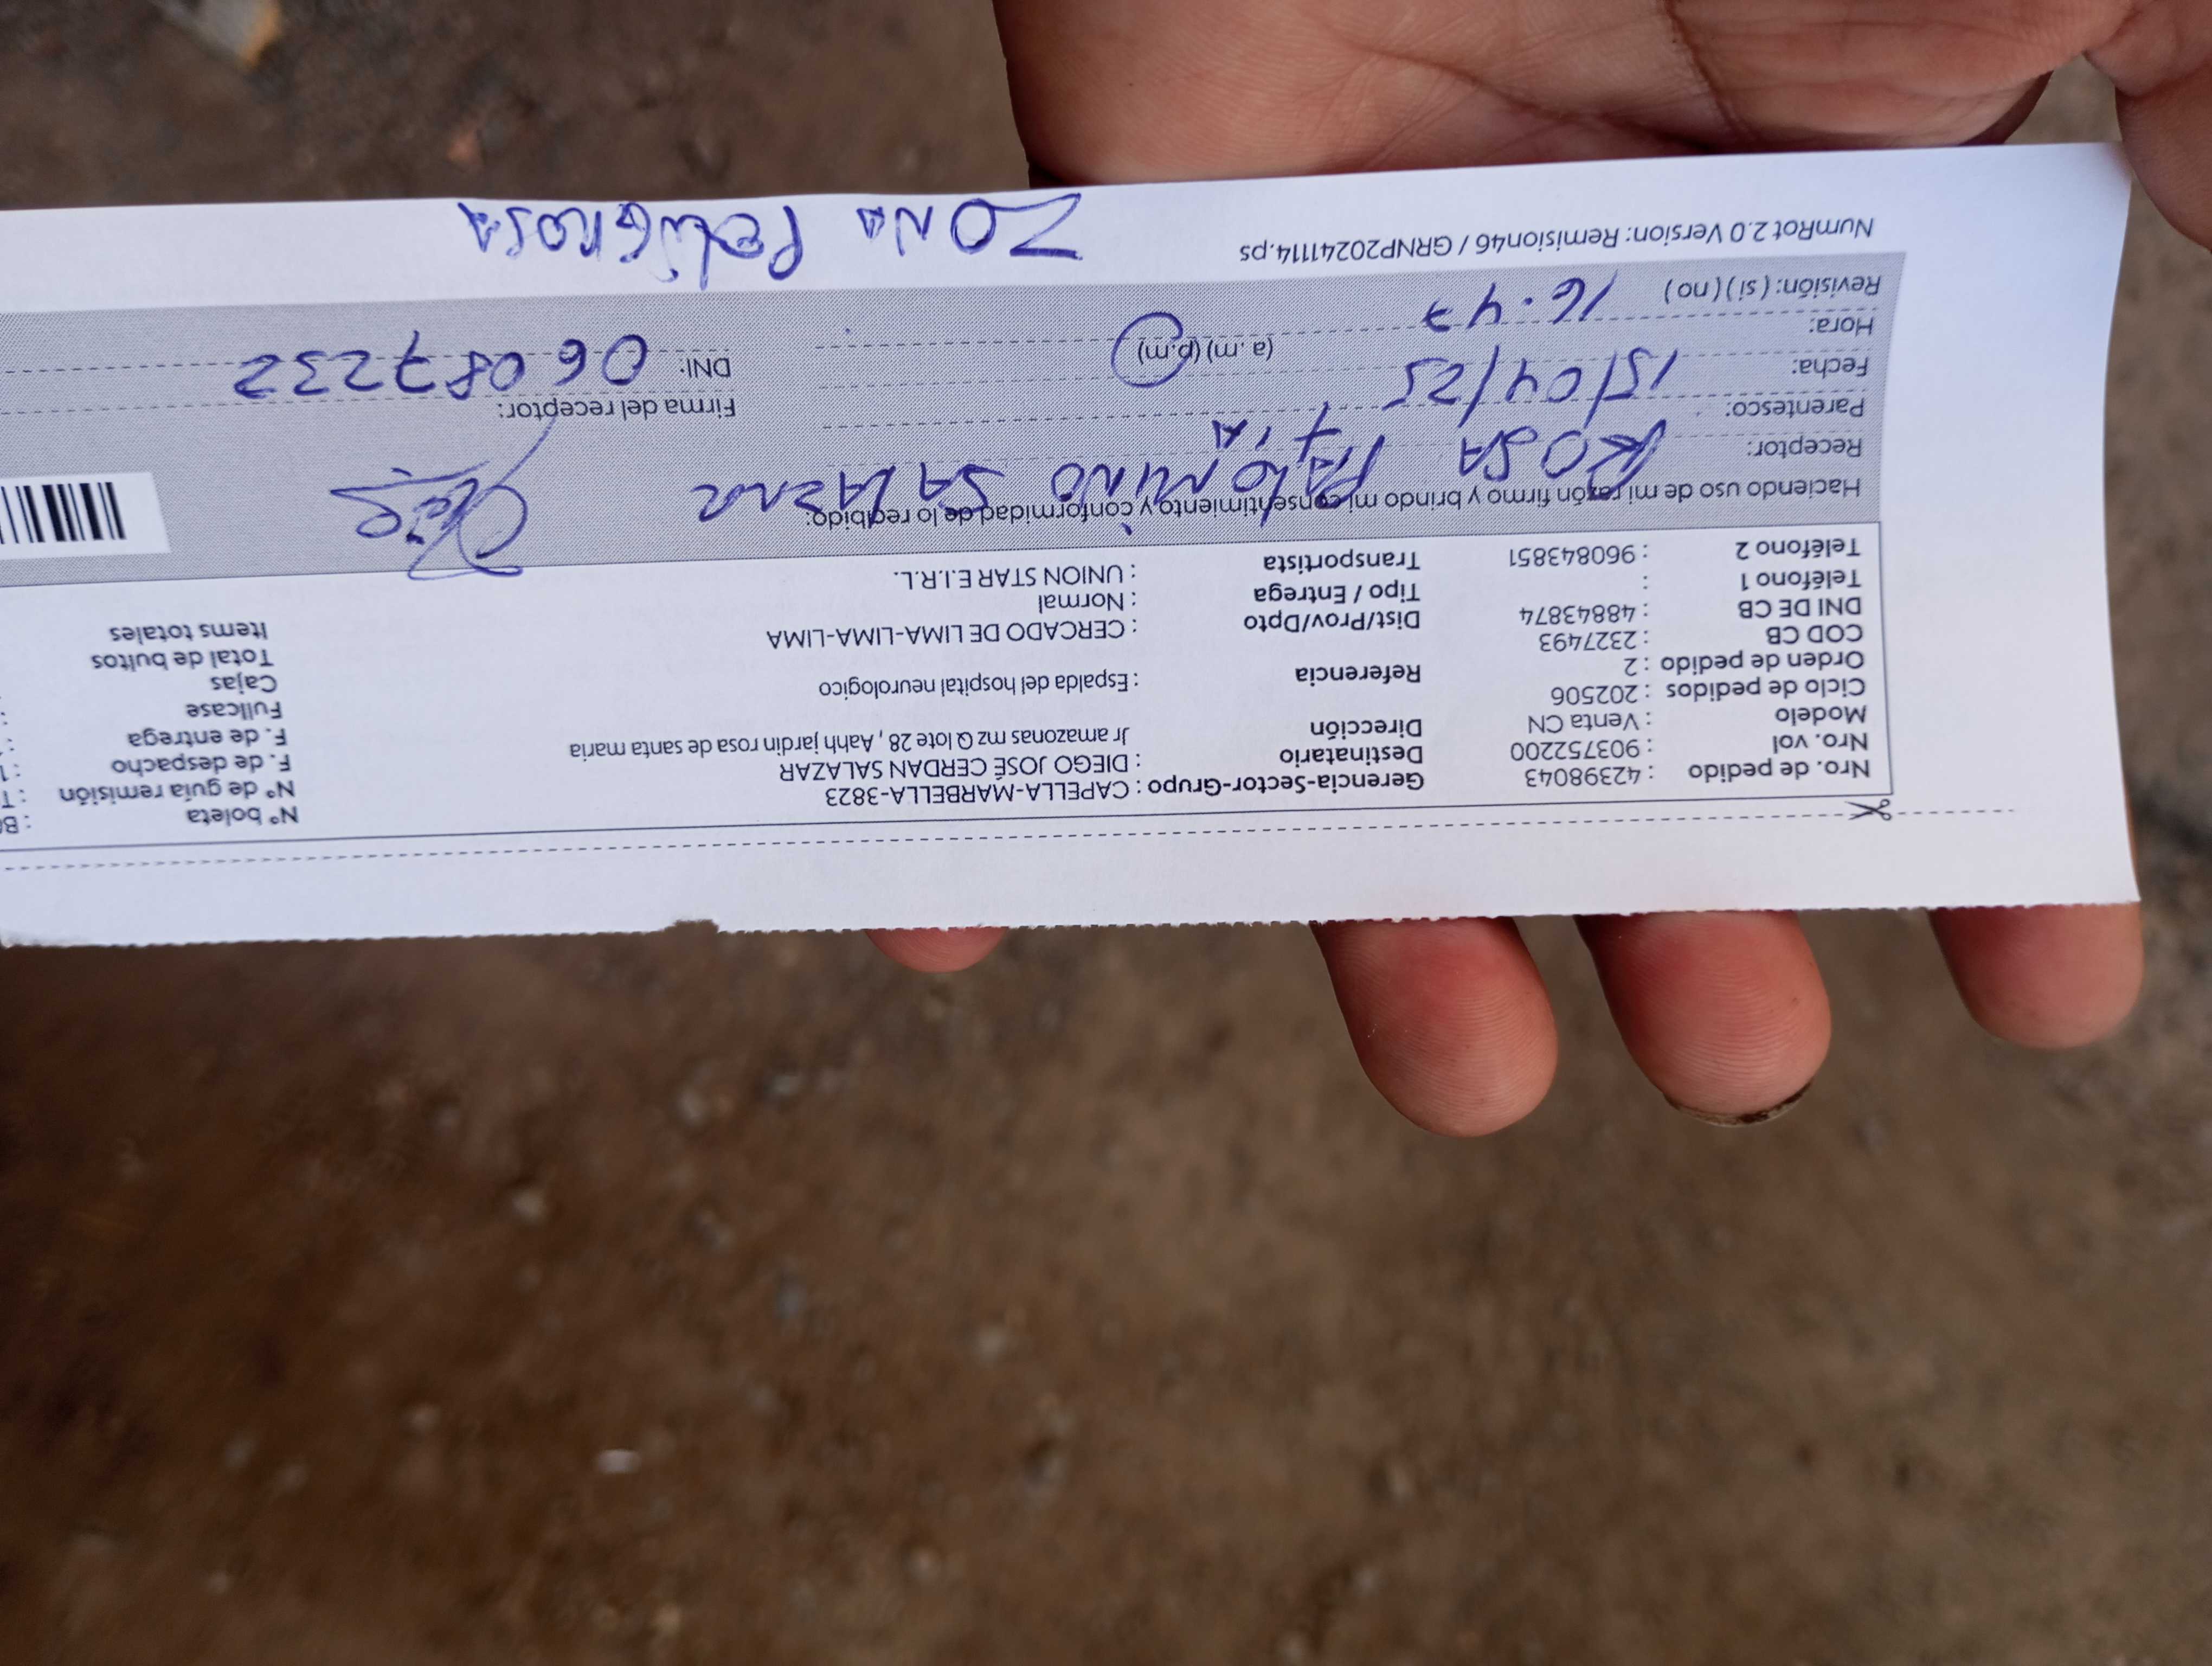 Nº boleta : B
Nro. de pedido : 42398043 Gerencia-Sector-Grupo : CAPELLA-MARBELLA-3823 Nº de guía remisión : T
Nro. vol : 903752200 Destinatario : DIEGO JOSÉ CERDAN SALAZAR F. de despacho : 1
Modelo : Venta CN Dirección Jr amazonas mz Q lote 28 , Aahh jardin rosa de santa maria F. de entrega :
Ciclo de pedidos : 202506 Fullcase :
Orden de pedido : 2 Referencia : Espalda del hospital neurologico Cajas
COD CB : 2327493 Total de bultos
DNI DE CB : 48843874 Dist/Prov/Dpto : CERCADO DE LIMA-LIMA-LIMA Items totales
Teléfono 1 : Tipo / Entrega : Normal
Teléfono 2 : 960843851 Transportista : UNION STAR E.I.R.L.
Haciendo uso de mi razón firmo y brindo mi consentimiento y conformidad de lo recibido:
Receptor: ROSA PALOMINO
Parentesco: Firma del receptor:
Fecha: 15/04/25 DNI: 06087232
Hora: 16:47 (a.m) (p.m)
Revisión: ( si ) ( no )
NumRot 2.0 Version: Remision46 / GRNP20241114.ps ZONA PELIGROSA